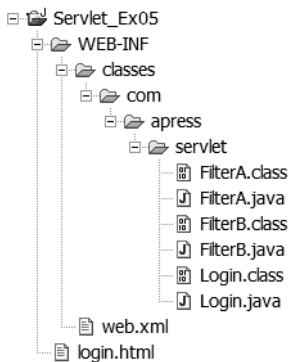 Servlet_Ex05
WEB-INF
classes
com
apress
servlet
FilterA.class
FilterA.java
FilterB.class
FilterB.java
Login.class
Login.java
web.xml
login.html